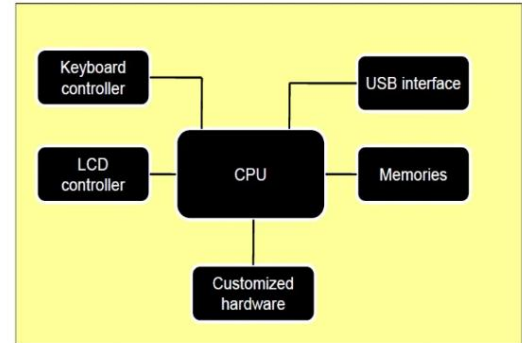 Keyboard
controller
USB interface
LCD
controller
CPU
Memories
Customized
hardware